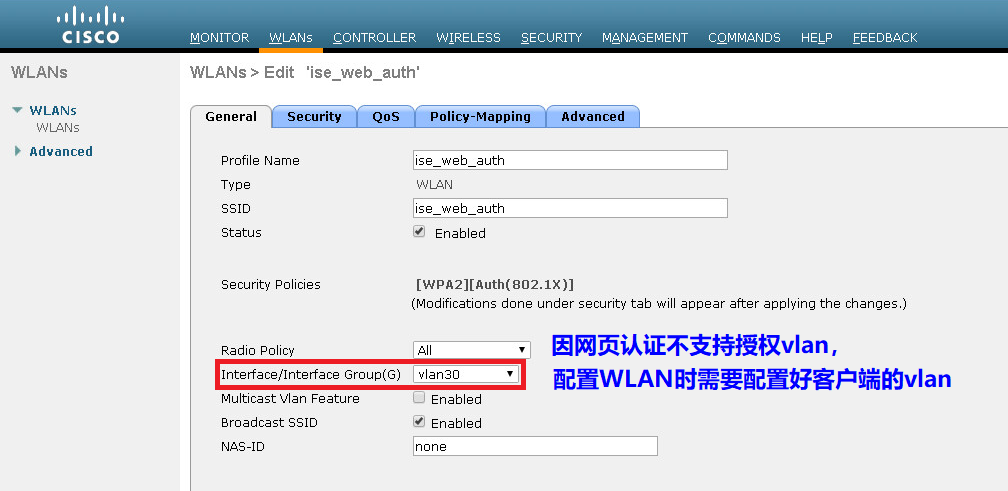 CISCO
MONITOR WLANs CONTROLLER WIRELESS SECURITY MANAGEMENT COMMANDS HELP FEEDBACK
WLANs
WLANs > Edit 'ise_web_auth'
WLANs
WLANs
Advanced
General Security QoS Policy-Mapping Advanced
Profile Name ise_web_auth
Type WLAN
SSID ise_web_auth
Status Enabled
Security Policies [WPA2][Auth(802.1X)]
(Modifications done under security tab will appear after applying the changes.)
Radio Policy All
Interface/Interface Group(G) vlan30
Multicast Vlan Feature Enabled
Broadcast SSID Enabled
NAS-ID none
因网页认证不支持授权vlan，
配置WLAN时需要配置好客户端的vlan